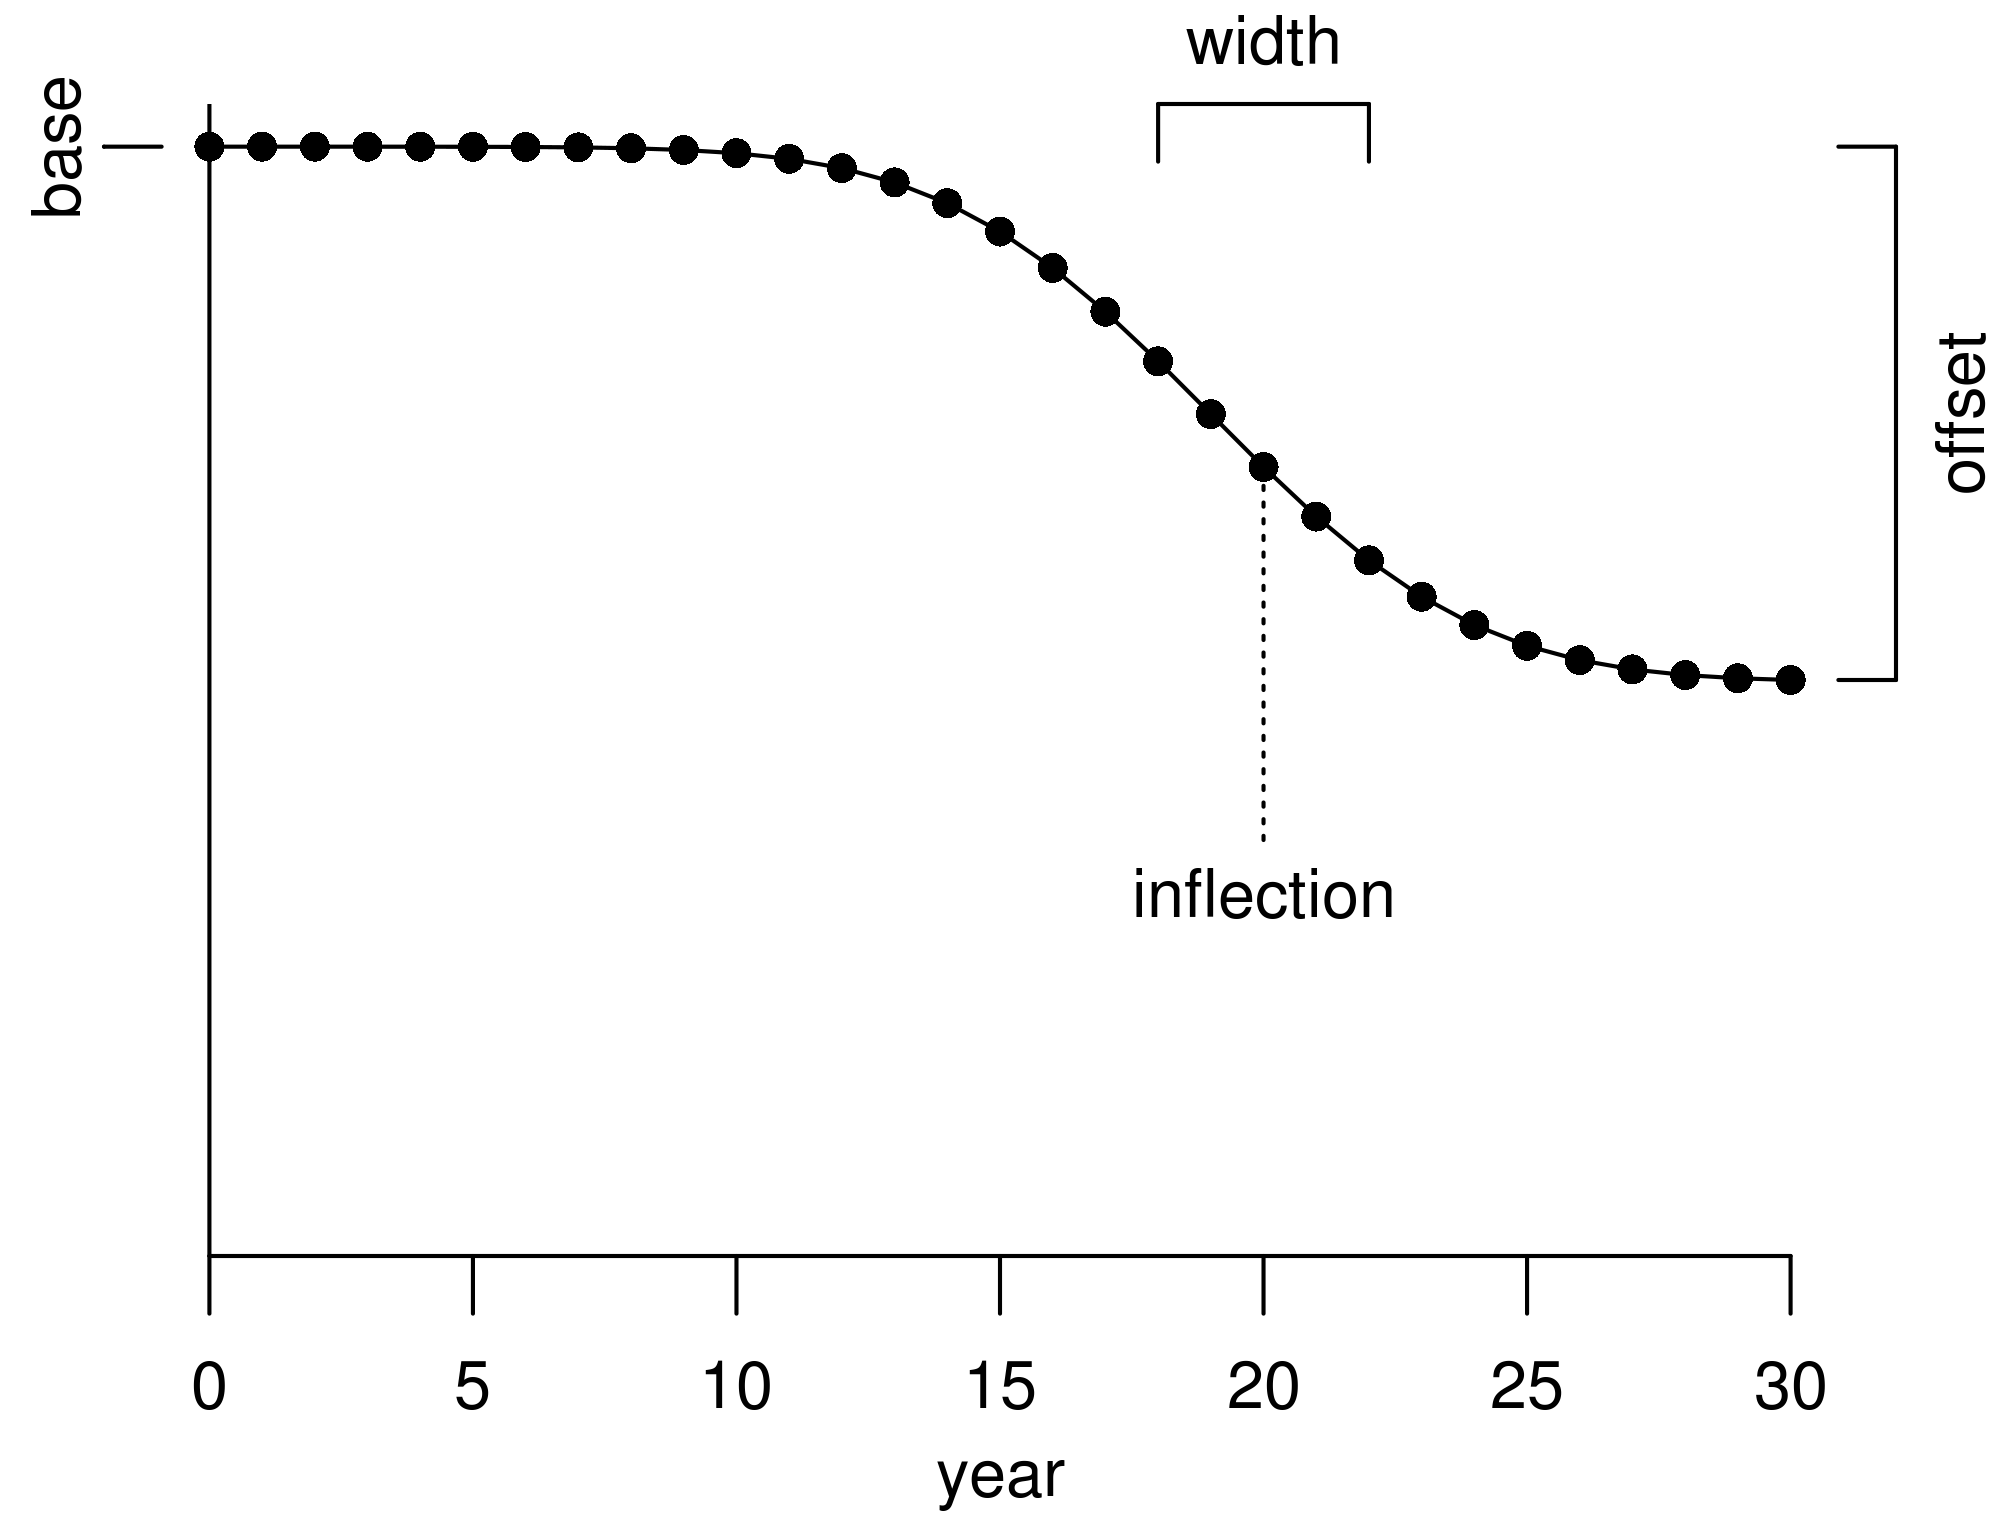 width
base
offset
inflection
0 5 10 15 20 25 30
year